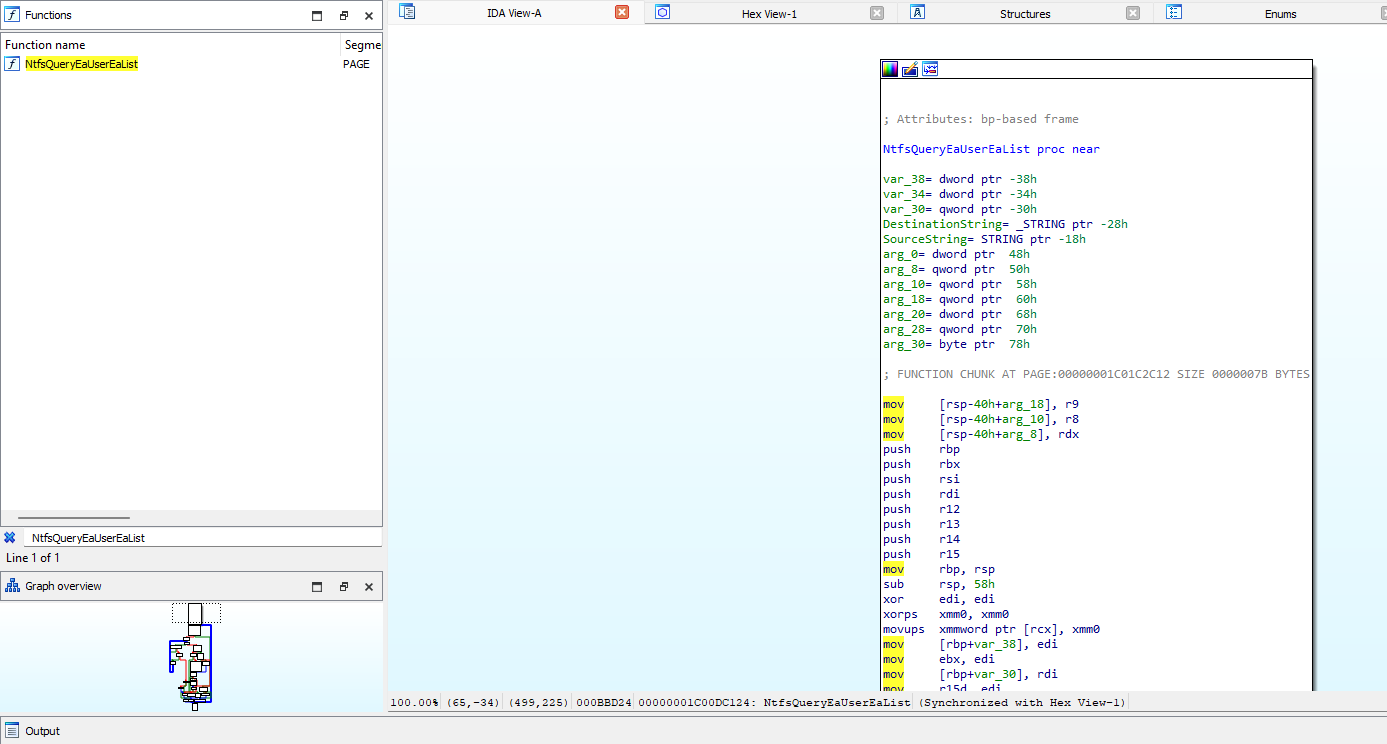 Functions
Function name Segme
NtfsQueryEaUserEaList PAGE
NtfsQueryEaUserEaList
Line 1 of 1
Graph overview
IDA View-A
Hex View-1
Structures
Enums
; Attributes: bp-based frame
NtfsQueryEaUserEaList proc near
var_38= dword ptr -38h
var_34= dword ptr -34h
var_30= qword ptr -30h
DestinationString= _STRING ptr -28h
SourceString= STRING ptr -18h
arg_0= dword ptr  48h
arg_8= qword ptr  50h
arg_10= qword ptr  58h
arg_18= qword ptr  60h
arg_20= dword ptr  68h
arg_28= qword ptr  70h
arg_30= byte ptr  78h
; FUNCTION CHUNK AT PAGE:00000001C01C2C12 SIZE 0000007B BYTES
mov     [rsp-40h+arg_18], r9
mov     [rsp-40h+arg_10], r8
mov     [rsp-40h+arg_8], rdx
push    rbp
push    rbx
push    rsi
push    rdi
push    r12
push    r13
push    r14
push    r15
mov     rbp, rsp
sub     rsp, 58h
xor     edi, edi
xorps   xmm0, xmm0
movups  xmmword ptr [rcx], xmm0
mov     [rbp+var_38], edi
mov     ebx, edi
mov     [rbp+var_30], rdi
mov     r15d, edi
100.00% (65,-34) (499,225) 000BBD24 00000001C00DC124: NtfsQueryEaUserEaList (Synchronized with Hex View-1)
Output